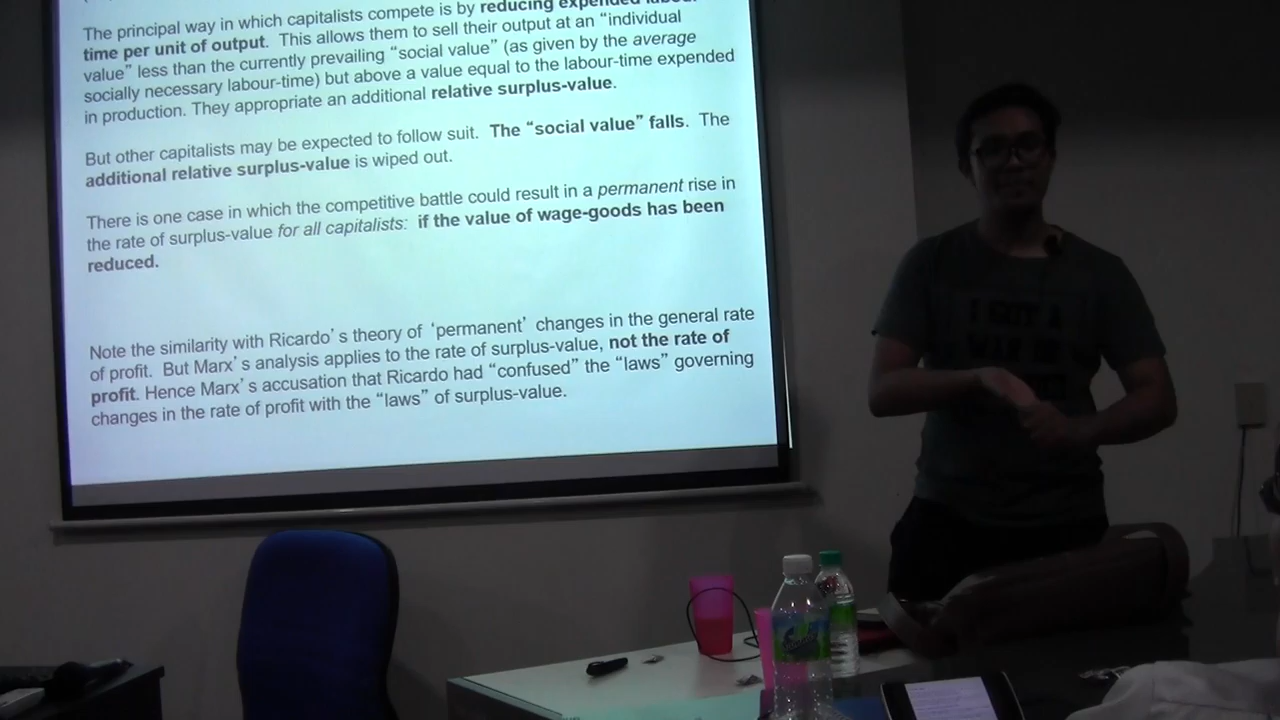 The principal way in which capitalists compete is by reducing expended labour-
time per unit of output. This allows them to sell their output at an “individual
value” less than the currently prevailing “social value” (as given by the average
socially necessary labour-time) but above a value equal to the labour-time expended
in production. They appropriate an additional relative surplus-value.
But other capitalists may be expected to follow suit. The “social value” falls. The
additional relative surplus-value is wiped out.
There is one case in which the competitive battle could result in a permanent rise in
the rate of surplus-value for all capitalists: if the value of wage-goods has been
reduced.
Note the similarity with Ricardo’s theory of ‘permanent’ changes in the general rate
of profit. But Marx’s analysis applies to the rate of surplus-value, not the rate of
profit. Hence Marx’s accusation that Ricardo had “confused” the “laws” governing
changes in the rate of profit with the “laws” of surplus-value.
I GOT A